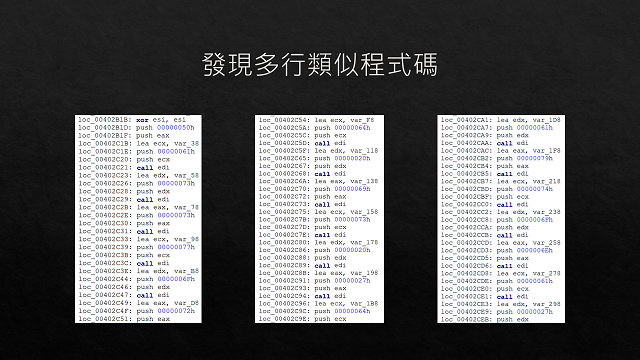 發現多行類似程式碼
loc_00402B1B: xor esi, esi
loc_00402B1D: push 00000050h
loc_00402B1F: push eax
loc_00402C1B: lea ecx, var_38
loc_00402C1E: push 00000061h
loc_00402C20: push ecx
loc_00402C21: call edi
loc_00402C23: lea edx, var_58
loc_00402C26: push 00000073h
loc_00402C28: push edx
loc_00402C29: call edi
loc_00402C2B: lea eax, var_78
loc_00402C2E: push 00000073h
loc_00402C30: push eax
loc_00402C31: call edi
loc_00402C33: lea ecx, var_98
loc_00402C39: push 00000077h
loc_00402C3B: push ecx
loc_00402C3C: call edi
loc_00402C3E: lea edx, var_B8
loc_00402C44: push 0000006Fh
loc_00402C46: push edx
loc_00402C47: call edi
loc_00402C49: lea eax, var_D8
loc_00402C4F: push 00000072h
loc_00402C51: push eax
loc_00402C54: lea ecx, var_F8
loc_00402C5A: push 00000064h
loc_00402C5C: push ecx
loc_00402C5D: call edi
loc_00402C5F: lea edx, var_118
loc_00402C65: push 00000020h
loc_00402C67: push edx
loc_00402C68: call edi
loc_00402C6A: lea eax, var_138
loc_00402C70: push 00000069h
loc_00402C72: push eax
loc_00402C73: call edi
loc_00402C75: lea ecx, var_158
loc_00402C7B: push 00000073h
loc_00402C7D: push ecx
loc_00402C7E: call edi
loc_00402C80: lea edx, var_178
loc_00402C86: push 00000020h
loc_00402C88: push edx
loc_00402C89: call edi
loc_00402C8B: lea eax, var_198
loc_00402C91: push 00000027h
loc_00402C93: push eax
loc_00402C94: call edi
loc_00402C96: lea ecx, var_1B8
loc_00402C9C: push 00000064h
loc_00402C9E: push ecx
loc_00402CA1: lea edx, var_1D8
loc_00402CA7: push 00000061h
loc_00402CA9: push edx
loc_00402CAA: call edi
loc_00402CAC: lea eax, var_1F8
loc_00402CB2: push 00000079h
loc_00402CB4: push eax
loc_00402CB5: call edi
loc_00402CB7: lea ecx, var_218
loc_00402CBD: push 00000074h
loc_00402CBF: push ecx
loc_00402CC0: call edi
loc_00402CC2: lea edx, var_238
loc_00402CC8: push 0000006Fh
loc_00402CCA: push edx
loc_00402CCB: call edi
loc_00402CCD: lea eax, var_258
loc_00402CD3: push 0000006Eh
loc_00402CD5: push eax
loc_00402CD6: call edi
loc_00402CD8: lea ecx, var_278
loc_00402CDE: push 00000061h
loc_00402CE0: push ecx
loc_00402CE1: call edi
loc_00402CE3: lea edx, var_298
loc_00402CE9: push 00000027h
loc_00402CEB: push edx